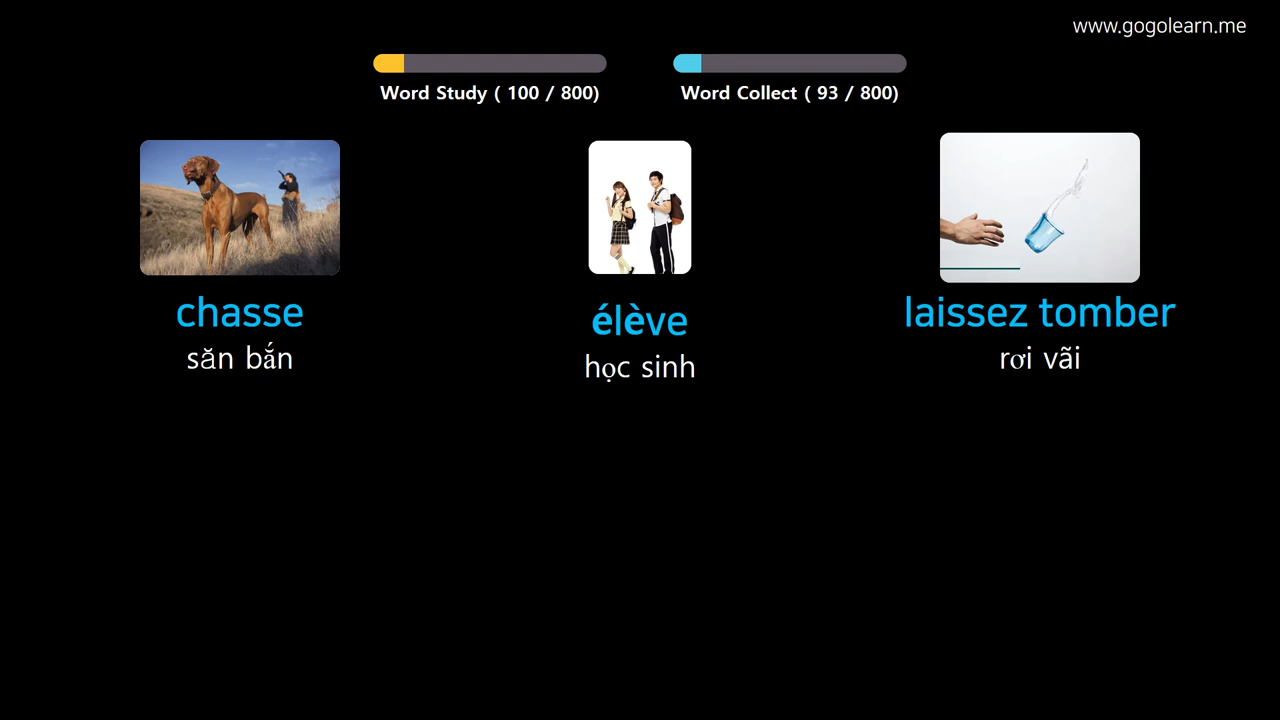 www.gogolearn.me
Word Study ( 100 / 800)
Word Collect ( 93 / 800)
chasse
săn bắn
élève
học sinh
laissez tomber
rơi vãi